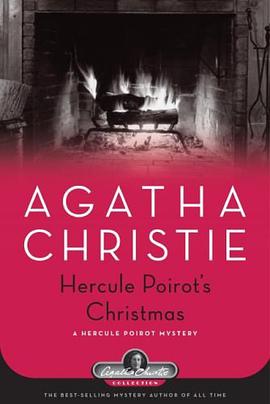 AGATHA
CHRISTIE
Hercule Poirot's
Christmas
A HERCULE POIROT MYSTERY
Agatha Christie
COLLECTION
THE BEST-SELLING MYSTERY AUTHOR OF ALL TIME